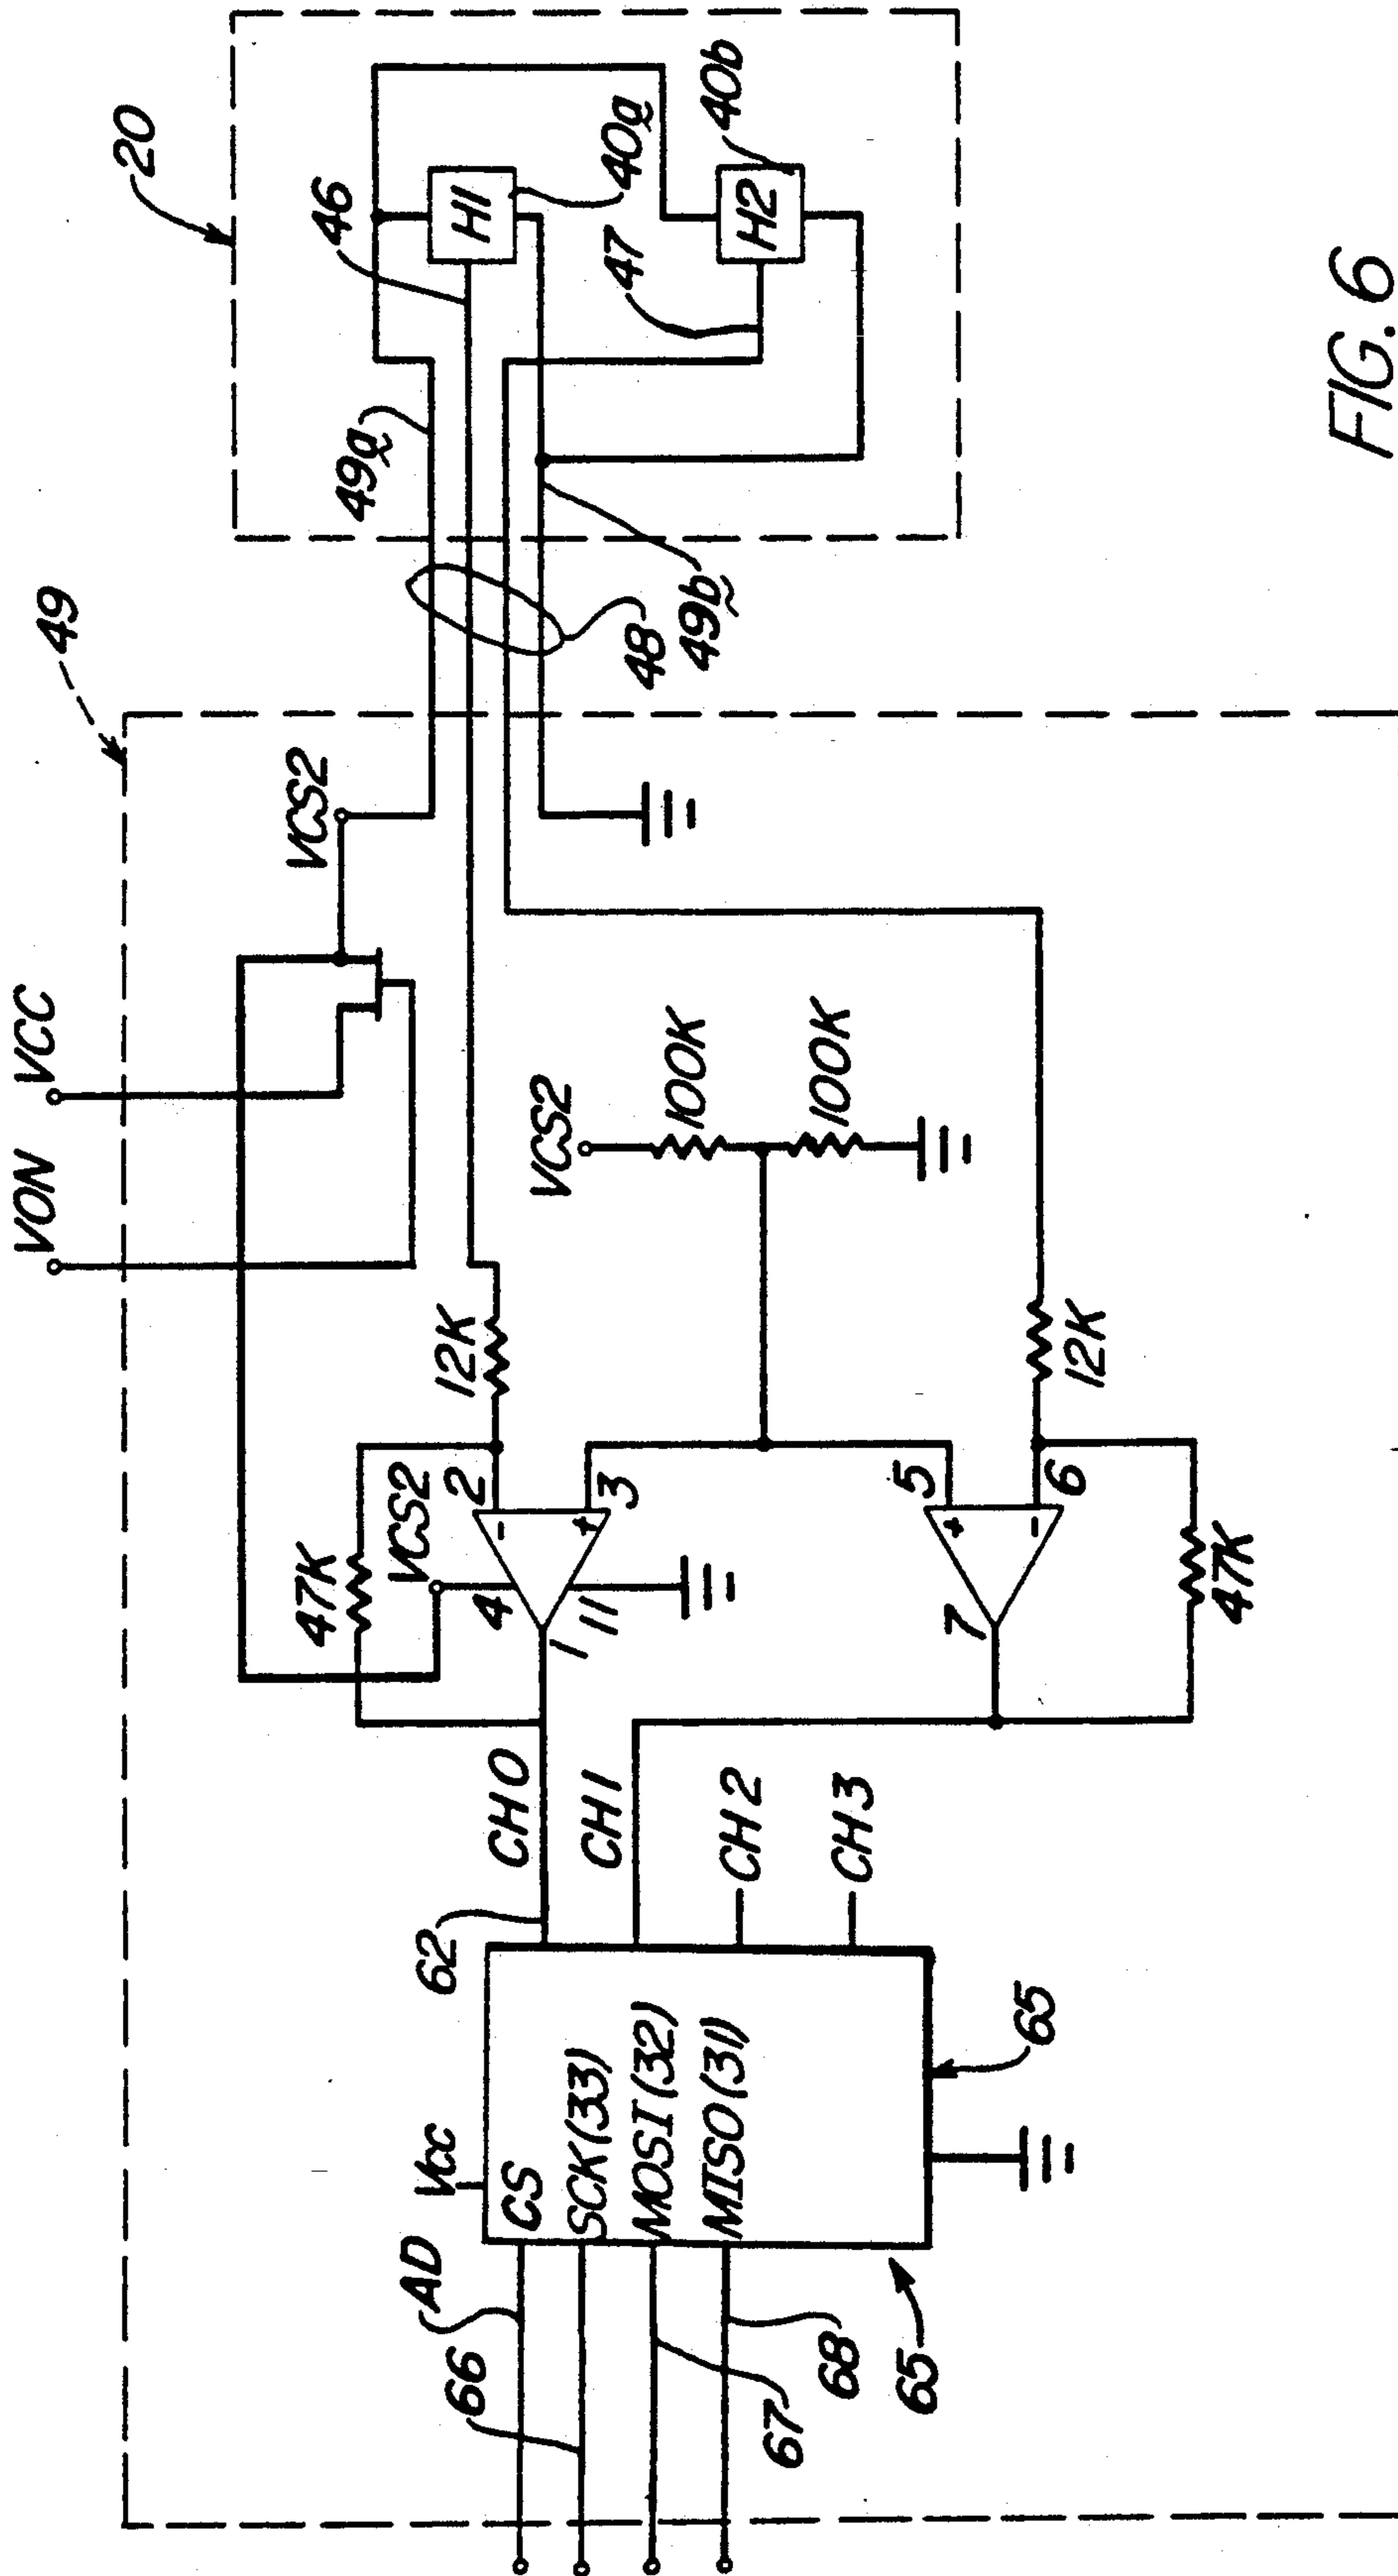 VON
VCC
49
20
VCS2
49a
46
H1
40a
47
H2
40b
48
49b
47K
VCS2
12K
2
3
4
1
11
VCS2
100K
100K
5
6
7
12K
47K
CH0
CH1
CH2
CH3
62
Vcc
CS
SCK(33)
MOSI(32)
MISO(31)
AD
66
67
68
65
65
FIG. 6